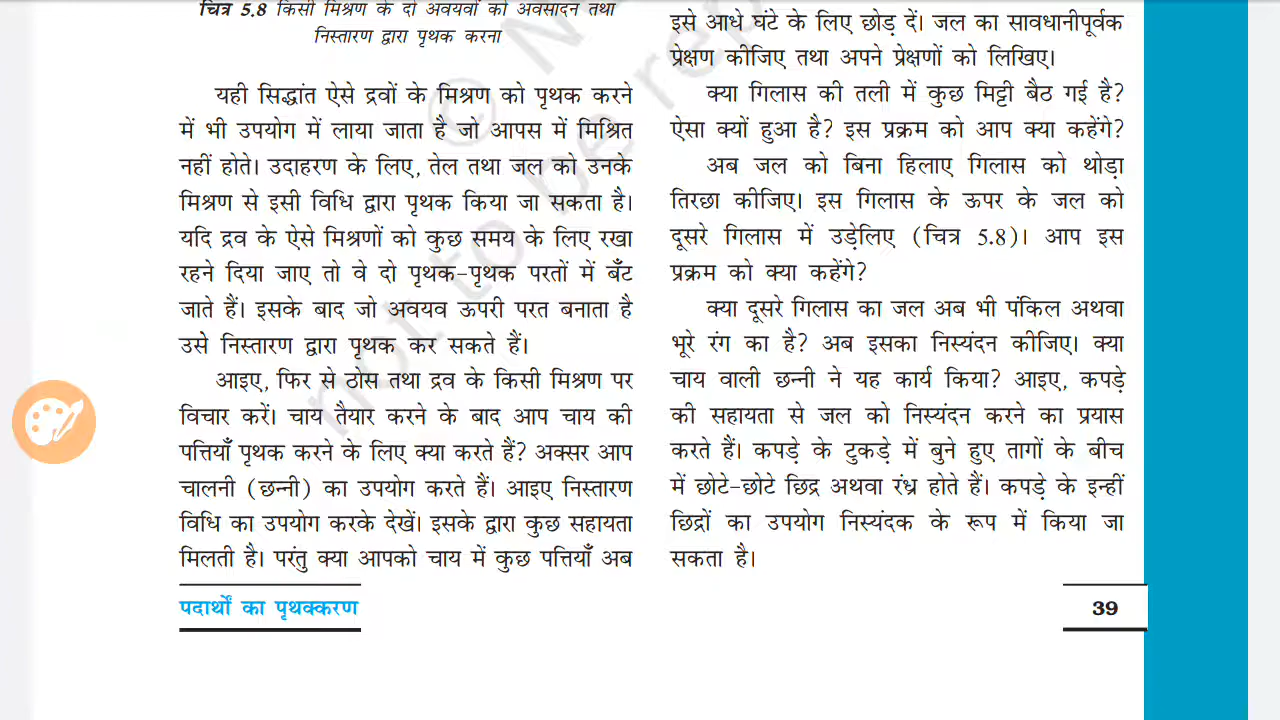 चित्र 5.8 किसी मिश्रण के दो अवयवों को अवसादन तथा
निस्तारण द्वारा पृथक करना
यही सिद्धांत ऐसे द्रवों के मिश्रण को पृथक करने
में भी उपयोग में लाया जाता है जो आपस में मिश्रित
नहीं होते। उदाहरण के लिए, तेल तथा जल को उनके
मिश्रण से इसी विधि द्वारा पृथक किया जा सकता है।
यदि द्रव के ऐसे मिश्रणों को कुछ समय के लिए रखा
रहने दिया जाए तो वे दो पृथक-पृथक परतों में बँट
जाते हैं। इसके बाद जो अवयव ऊपरी परत बनाता है
उसे निस्तारण द्वारा पृथक कर सकते हैं।
आइए, फिर से ठोस तथा द्रव के किसी मिश्रण पर
विचार करें। चाय तैयार करने के बाद आप चाय की
पत्तियाँ पृथक करने के लिए क्या करते हैं? अक्सर आप
चालनी (छन्नी) का उपयोग करते हैं। आइए निस्तारण
विधि का उपयोग करके देखें। इसके द्वारा कुछ सहायता
मिलती है। परंतु क्या आपको चाय में कुछ पत्तियाँ अब
इसे आधे घंटे के लिए छोड़ दें। जल का सावधानीपूर्वक
प्रेक्षण कीजिए तथा अपने प्रेक्षणों को लिखिए।
क्या गिलास की तली में कुछ मिट्टी बैठ गई है?
ऐसा क्यों हुआ है? इस प्रक्रम को आप क्या कहेंगे?
अब जल को बिना हिलाए गिलास को थोड़ा
तिरछा कीजिए। इस गिलास के ऊपर के जल को
दूसरे गिलास में उड़ेलिए (चित्र 5.8)। आप इस
प्रक्रम को क्या कहेंगे?
क्या दूसरे गिलास का जल अब भी पंकिल अथवा
भूरे रंग का है? अब इसका निस्यंदन कीजिए। क्या
चाय वाली छन्नी ने यह कार्य किया? आइए, कपड़े
की सहायता से जल को निस्यंदन करने का प्रयास
करते हैं। कपड़े के टुकड़े में बुने हुए तागों के बीच
में छोटे-छोटे छिद्र अथवा रंध्र होते हैं। कपड़े के इन्हीं
छिद्रों का उपयोग निस्यंदक के रूप में किया जा
सकता है।
पदार्थों का पृथक्करण
39
© N
not to be rep